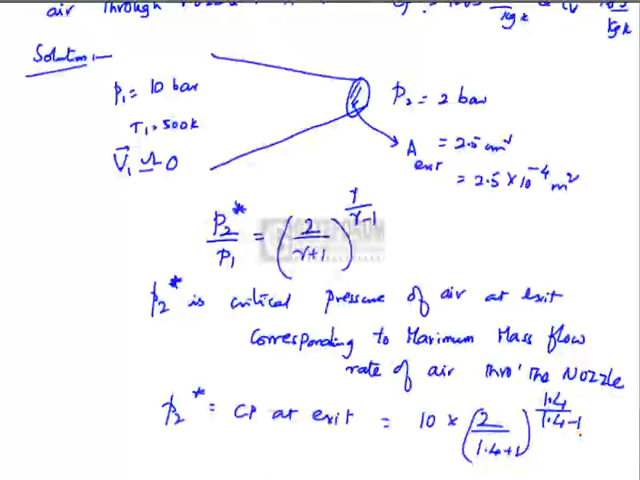 air through
kgk
kgk
Solution:-
P₁ = 10 bar
P₂ = 2 bar
T₁ = 500k
A exit = 2.5 cm²
V₁ ≃ 0
= 2.5 × 10⁻⁴ m²
P₂* / P₁ = (2 / (γ+1))^(γ/(γ-1))
P₂* is critical pressure of air at exit
corresponding to Maximum Mass flow
rate of air thro' the Nozzle
P₂* = CP at exit = 10 × (2 / (1.4+1))^(1.4/(1.4-1))